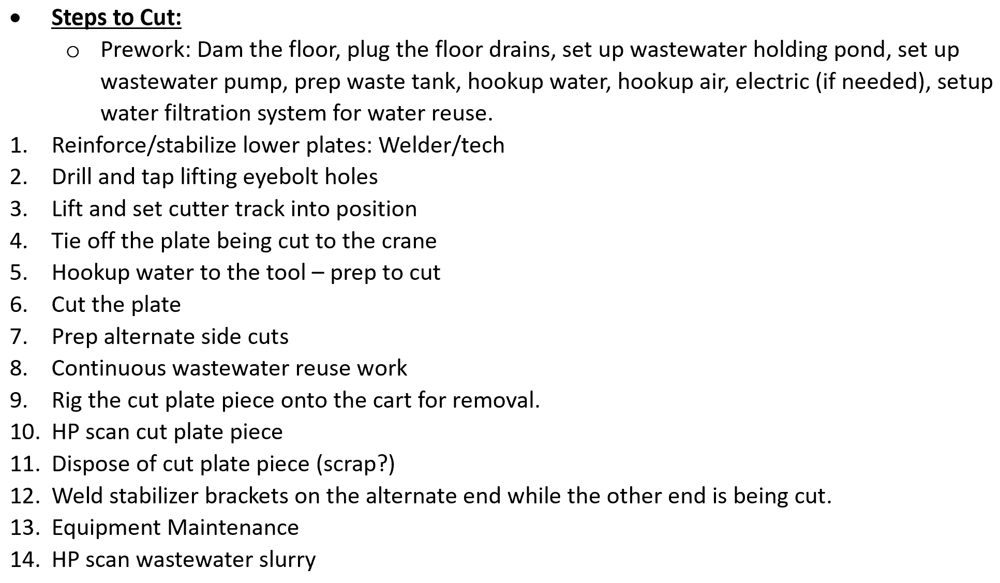 • Steps to Cut:
o Prework: Dam the floor, plug the floor drains, set up wastewater holding pond, set up
wastewater pump, prep waste tank, hookup water, hookup air, electric (if needed), setup
water filtration system for water reuse.
1. Reinforce/stabilize lower plates: Welder/tech
2. Drill and tap lifting eyebolt holes
3. Lift and set cutter track into position
4. Tie off the plate being cut to the crane
5. Hookup water to the tool – prep to cut
6. Cut the plate
7. Prep alternate side cuts
8. Continuous wastewater reuse work
9. Rig the cut plate piece onto the cart for removal.
10. HP scan cut plate piece
11. Dispose of cut plate piece (scrap?)
12. Weld stabilizer brackets on the alternate end while the other end is being cut.
13. Equipment Maintenance
14. HP scan wastewater slurry